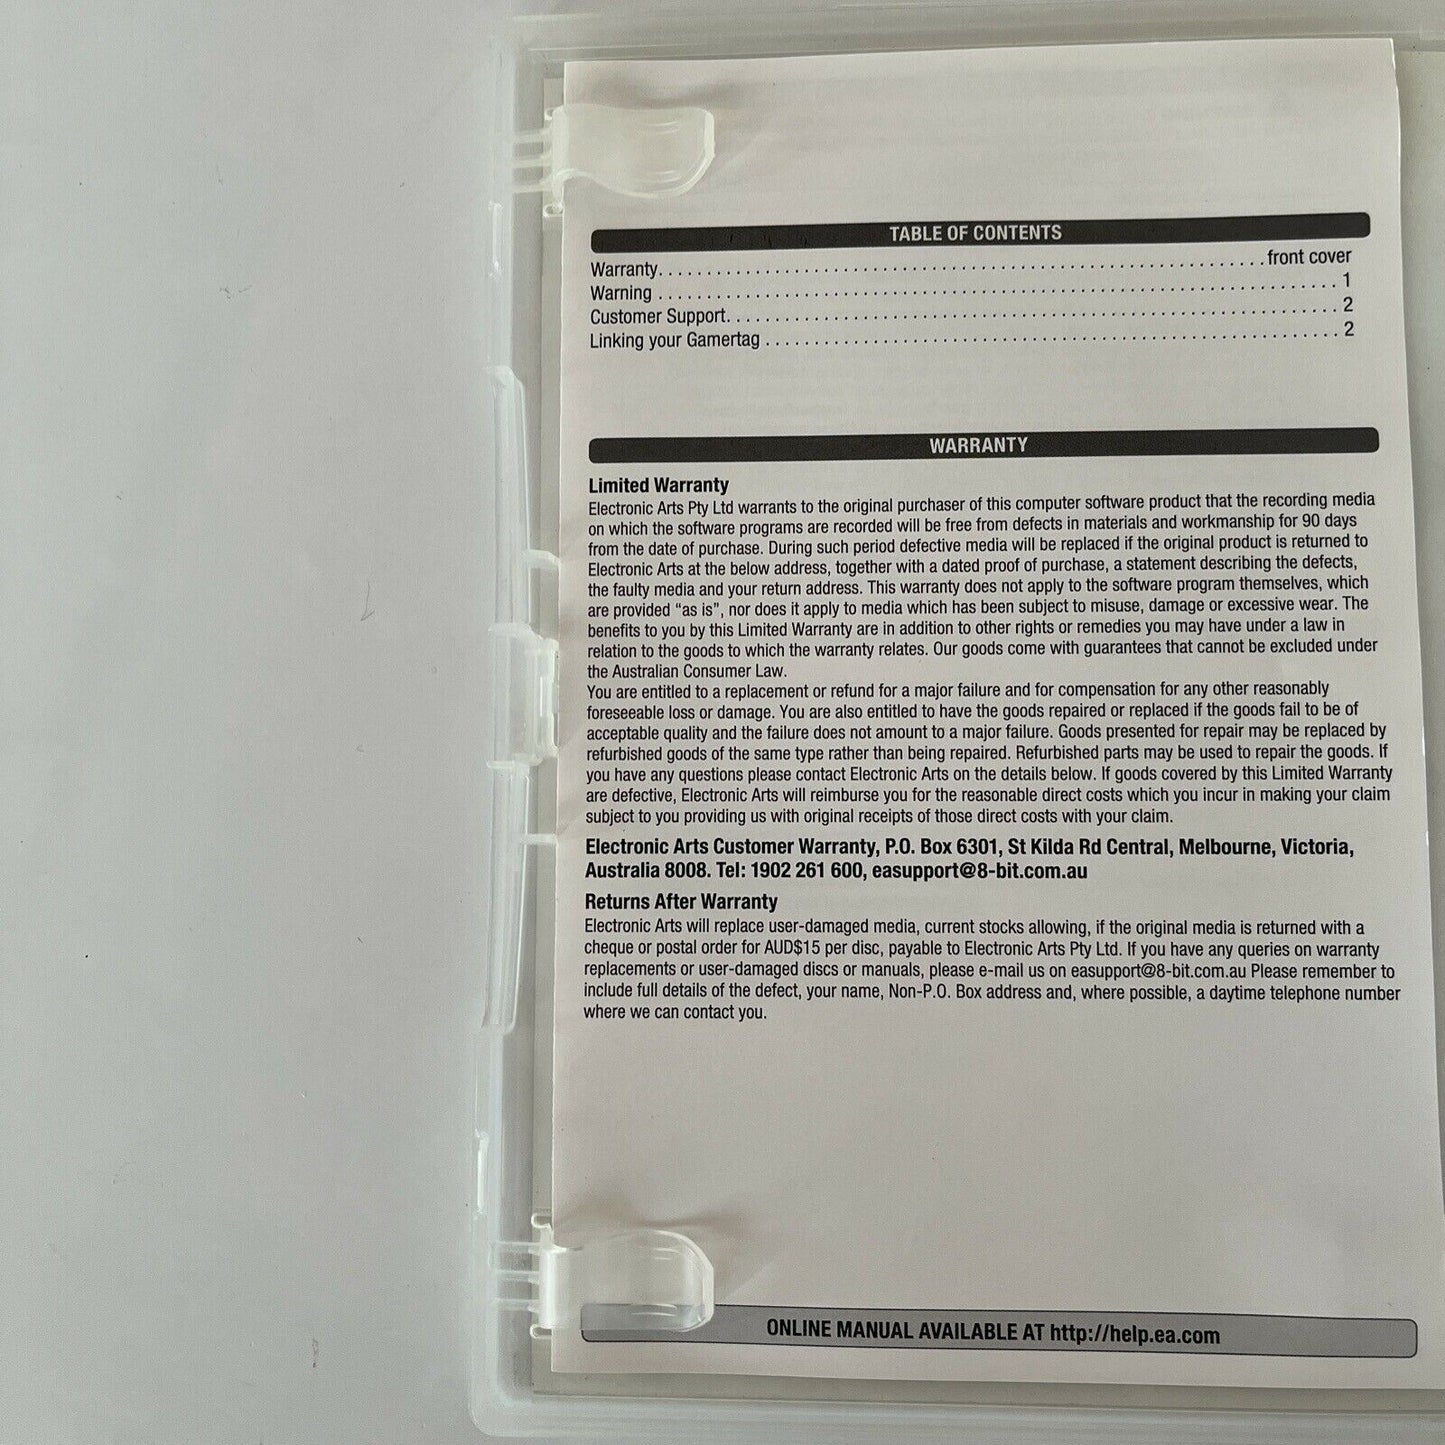 TABLE OF CONTENTS
Warranty. . . . . . . . . . . . . . . . . . . . . . . . . . . . . . . . . . . . . . . . . . . . . . . . . . . . . . . . . . . . . . . front cover
Warning . . . . . . . . . . . . . . . . . . . . . . . . . . . . . . . . . . . . . . . . . . . . . . . . . . . . . . . . . . . . . . . . . . . . . . 1
Customer Support. . . . . . . . . . . . . . . . . . . . . . . . . . . . . . . . . . . . . . . . . . . . . . . . . . . . . . . . . . . . . . . 2
Linking your Gamertag . . . . . . . . . . . . . . . . . . . . . . . . . . . . . . . . . . . . . . . . . . . . . . . . . . . . . . . . . . . 2
WARRANTY
Limited Warranty
Electronic Arts Pty Ltd warrants to the original purchaser of this computer software product that the recording media
on which the software programs are recorded will be free from defects in materials and workmanship for 90 days
from the date of purchase. During such period defective media will be replaced if the original product is returned to
Electronic Arts at the below address, together with a dated proof of purchase, a statement describing the defects,
the faulty media and your return address. This warranty does not apply to the software program themselves, which
are provided “as is”, nor does it apply to media which has been subject to misuse, damage or excessive wear. The
benefits to you by this Limited Warranty are in addition to other rights or remedies you may have under a law in
relation to the goods to which the warranty relates. Our goods come with guarantees that cannot be excluded under
the Australian Consumer Law.
You are entitled to a replacement or refund for a major failure and for compensation for any other reasonably
foreseeable loss or damage. You are also entitled to have the goods repaired or replaced if the goods fail to be of
acceptable quality and the failure does not amount to a major failure. Goods presented for repair may be replaced by
refurbished goods of the same type rather than being repaired. Refurbished parts may be used to repair the goods. If
you have any questions please contact Electronic Arts on the details below. If goods covered by this Limited Warranty
are defective, Electronic Arts will reimburse you for the reasonable direct costs which you incur in making your claim
subject to you providing us with original receipts of those direct costs with your claim.
Electronic Arts Customer Warranty, P.O. Box 6301, St Kilda Rd Central, Melbourne, Victoria,
Australia 8008. Tel: 1902 261 600, easupport@8-bit.com.au
Returns After Warranty
Electronic Arts will replace user-damaged media, current stocks allowing, if the original media is returned with a
cheque or postal order for AUD$15 per disc, payable to Electronic Arts Pty Ltd. If you have any queries on warranty
replacements or user-damaged discs or manuals, please e-mail us on easupport@8-bit.com.au Please remember to
include full details of the defect, your name, Non-P.O. Box address and, where possible, a daytime telephone number
where we can contact you.
ONLINE MANUAL AVAILABLE AT http://help.ea.com